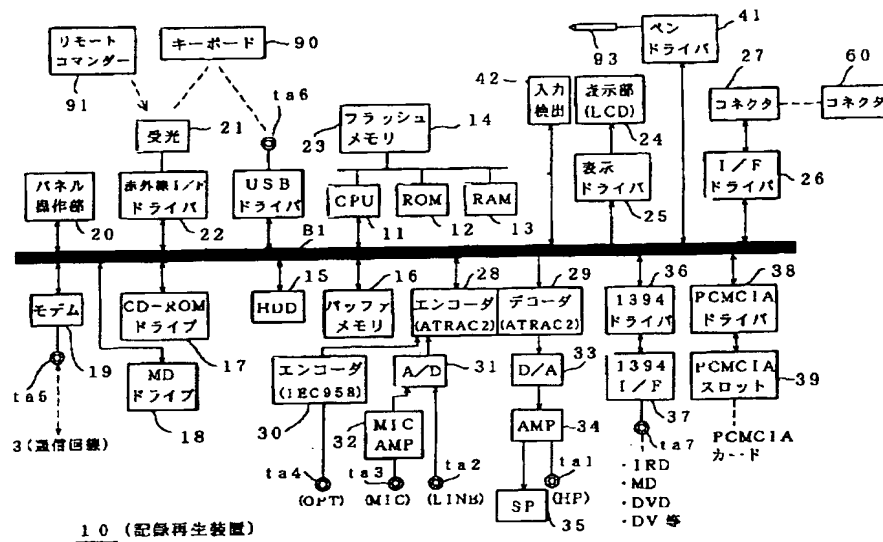 リモート
コマンダー
91
キーボード
90
受光
21
ta6
パネル
操作部
20
赤外線I/F
ドライバ
22
USB
ドライバ
フラッシュ
メモリ
23
14
CPU
11
ROM
12
RAM
13
42
入力
検出
表示部
(LCD)
24
表示
ドライバ
25
93
ペン
ドライバ
41
27
コネクタ
60
コネクタ
I/F
ドライバ
26
B1
モデム
19
ta5
3(通信回線)
CD-ROM
ドライブ
17
MD
ドライブ
18
15
HDD
16
バッファ
メモリ
28
エンコーダ
(ATRAC2)
29
デコーダ
(ATRAC2)
36
1394
ドライバ
38
PCMCIA
ドライバ
エンコーダ
(IEC958)
30
A/D
31
32
MIC
AMP
D/A
33
AMP
34
1394
I/F
37
PCMCIA
スロット
39
PCMCIA
カード
ta4
(OPT)
ta3
(MIC)
ta2
(LINE)
ta1
(HP)
SP
35
ta7
・IRD
・MD
・DVD
・DV 等
10 (記録再生装置)